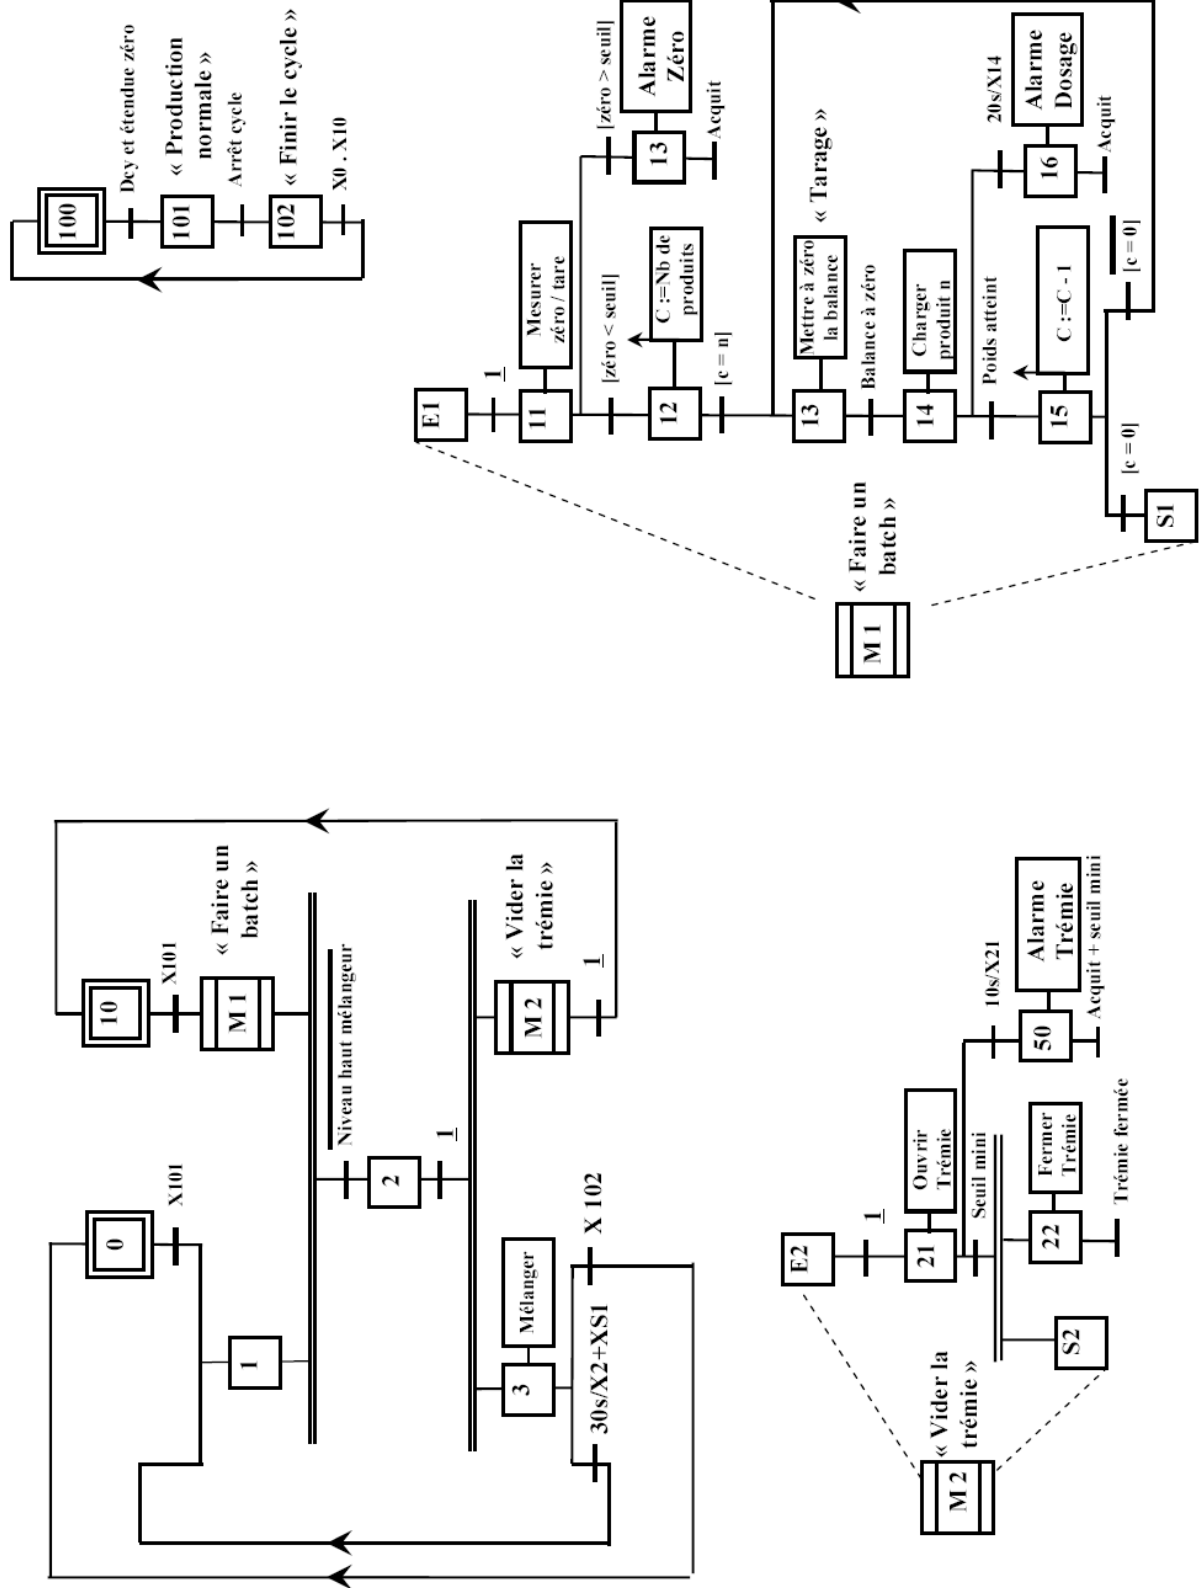 100
Dcy et étendue zéro
101
« Production
normale »
Arrêt cycle
102
« Finir le cycle »
X0 . X10
E1
1
11
Mesurer
zéro / tare
[zéro > seuil]
13
Alarme
Zéro
Acquit
[zéro < seuil]
12
C :=Nb de
produits
[c = n]
13
Mettre à zéro
la balance
« Tarage »
Balance à zéro
14
Charger
produit n
20s/X14
16
Alarme
Dosage
Acquit
Poids atteint
15
C :=C - 1
[c = 0]
[c = 0]
S1
M 1
« Faire un
batch »
0
X101
10
X101
1
M 1
« Faire un
batch »
Niveau haut mélangeur
2
1
3
Mélanger
M 2
« Vider la
trémie »
1
30s/X2+XS1
X 102
E2
1
21
Ouvrir
Trémie
10s/X21
50
Alarme
Trémie
Acquit + seuil mini
Seuil mini
22
Fermer
Trémie
Trémie fermée
S2
M 2
« Vider la
trémie »